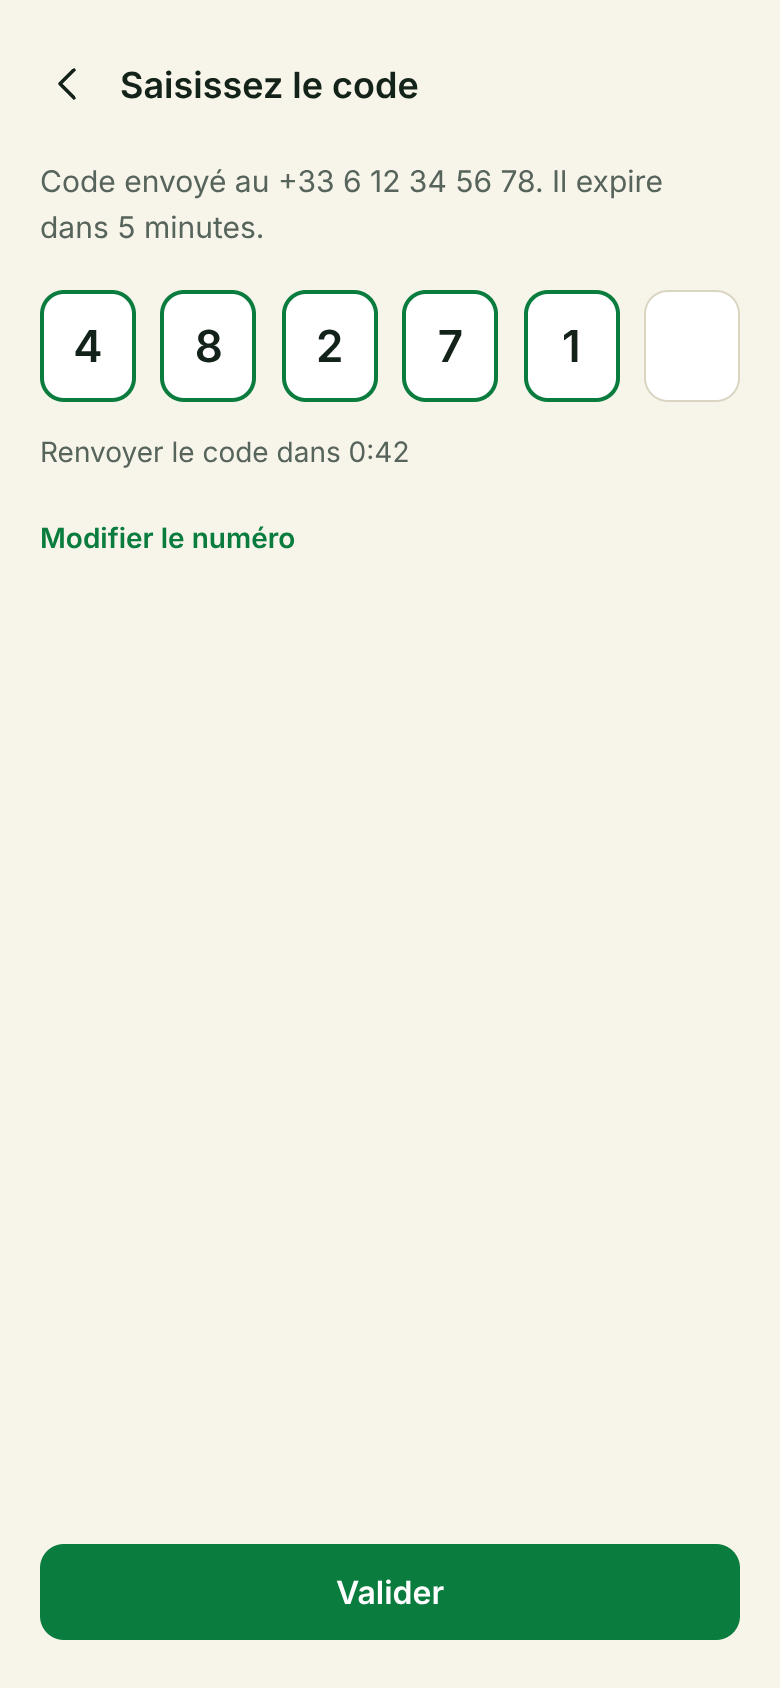 Saisissez le code
Code envoyé au +33 6 12 34 56 78. Il expire
dans 5 minutes.
4 8 2 7 1
Renvoyer le code dans 0:42
Modifier le numéro
Valider